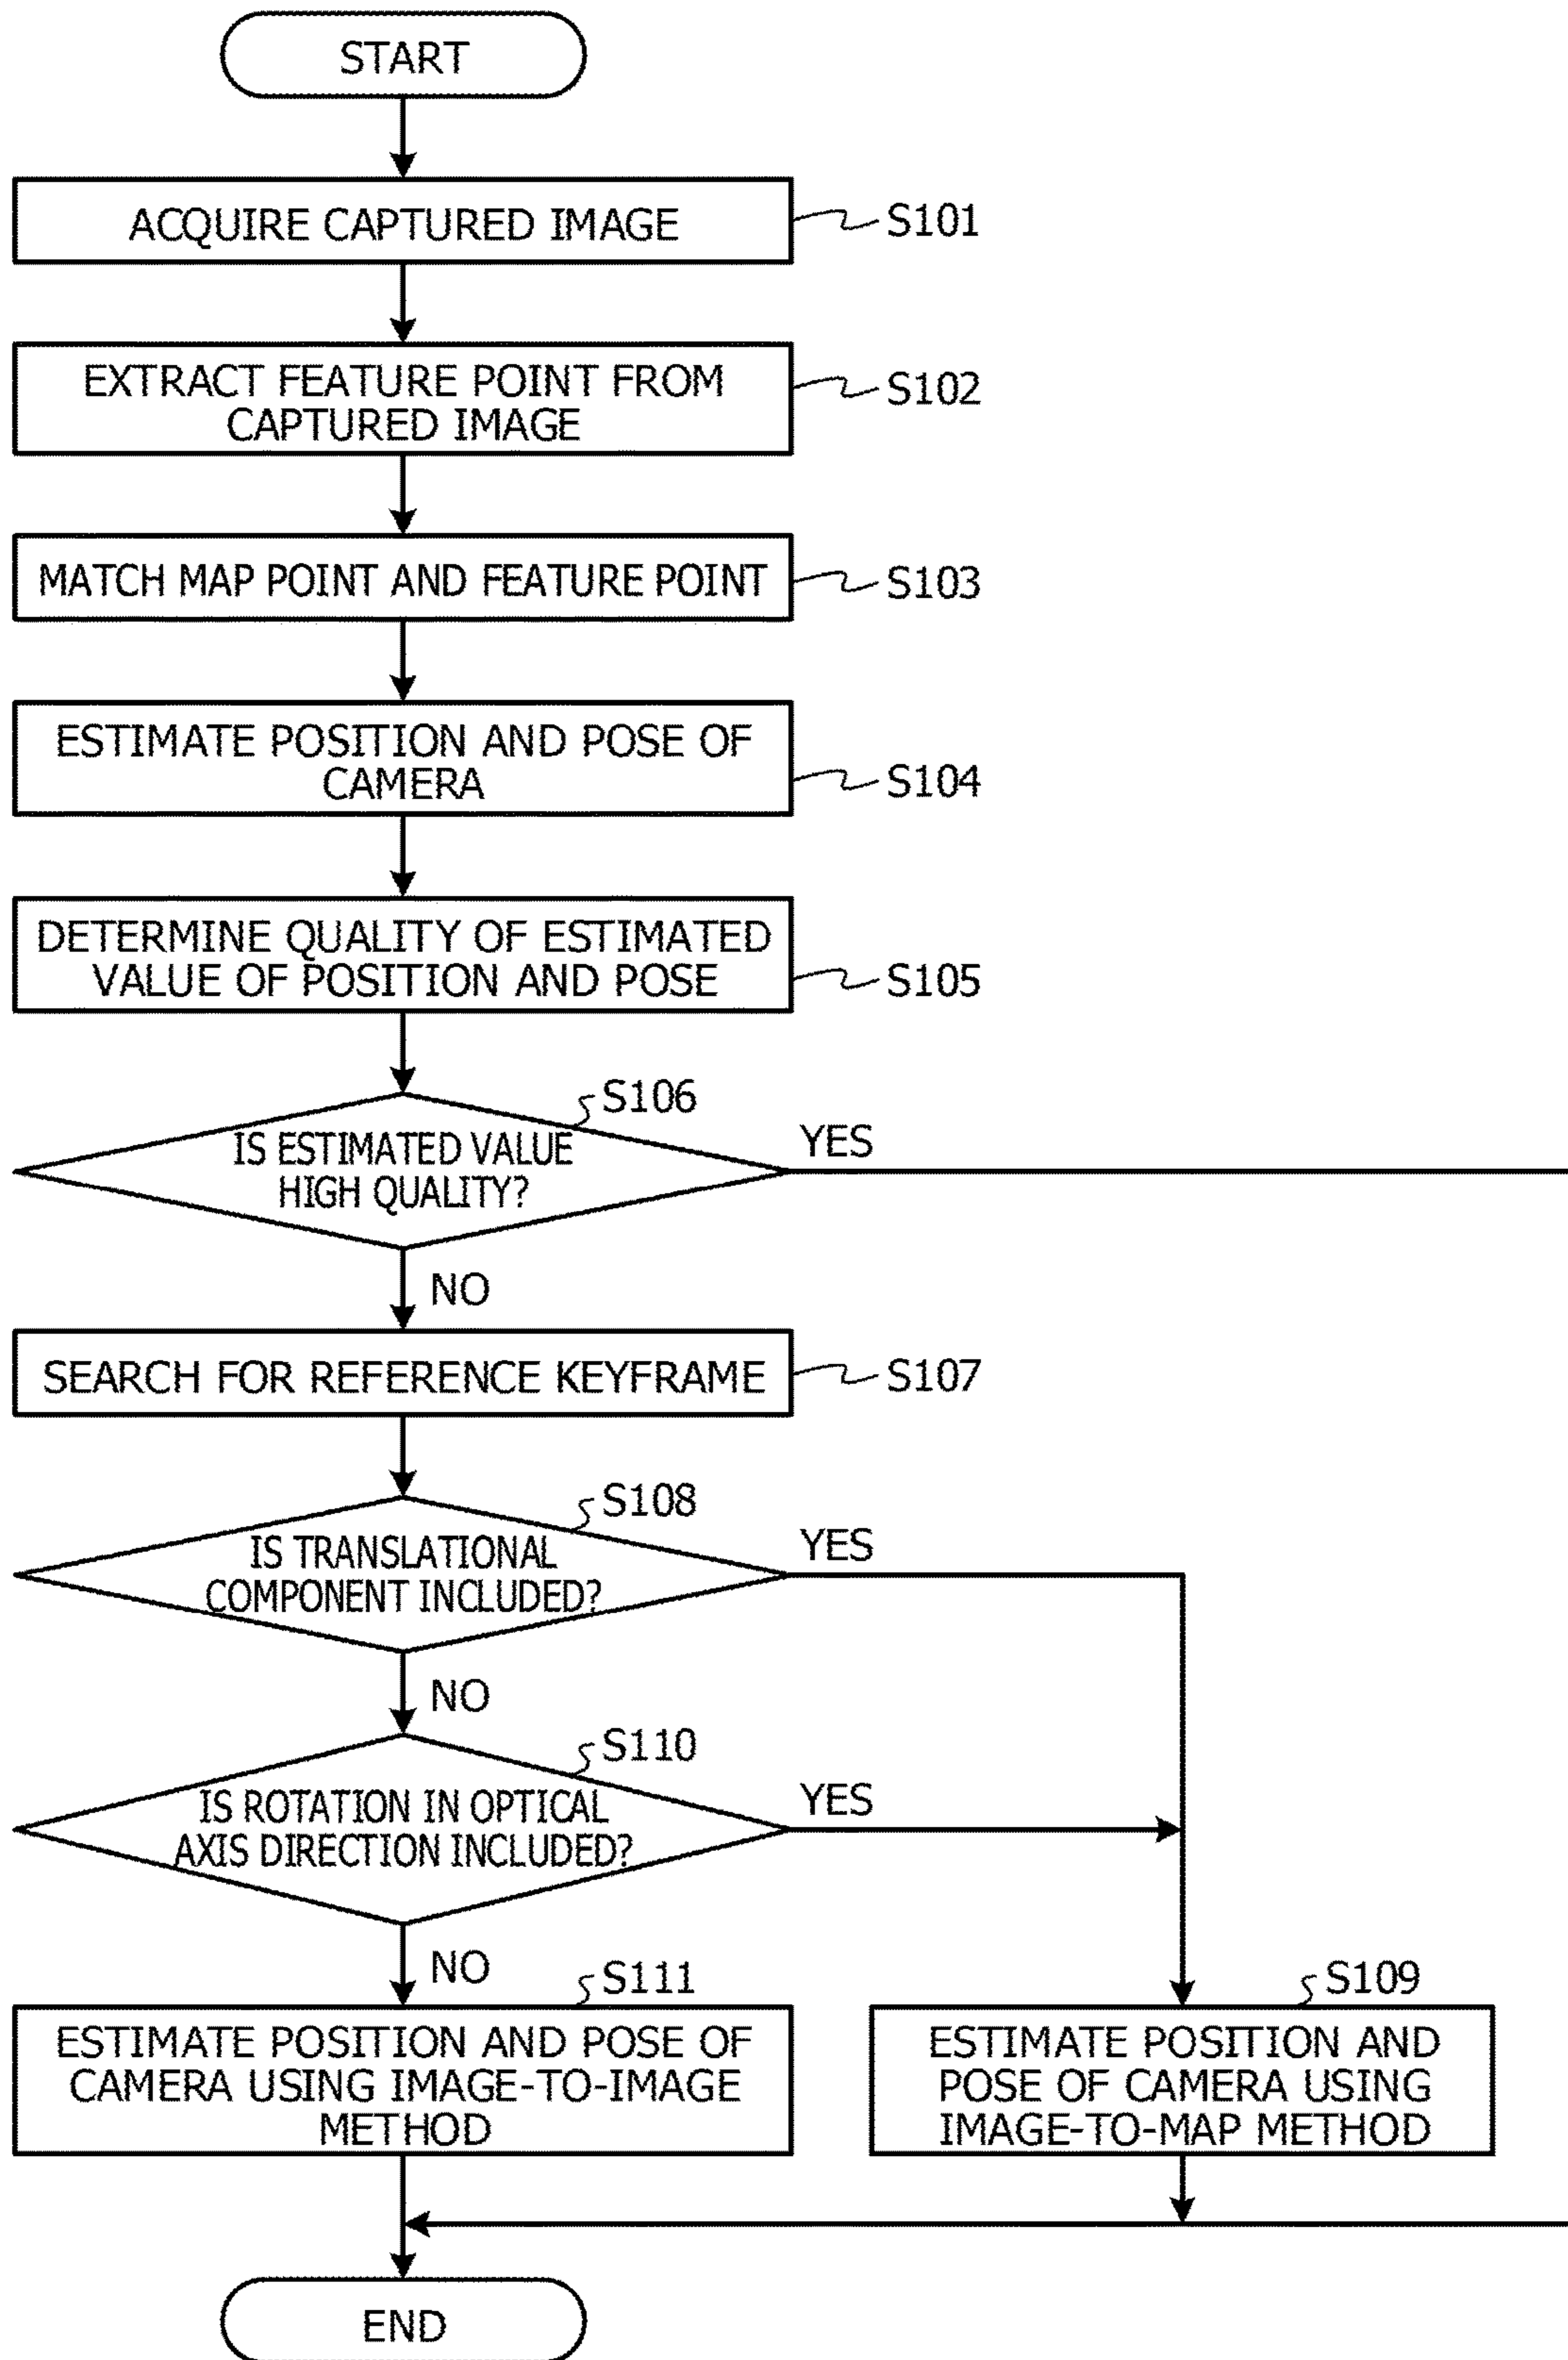 START
ACQUIRE CAPTURED IMAGE
S101
EXTRACT FEATURE POINT FROM
CAPTURED IMAGE
S102
MATCH MAP POINT AND FEATURE POINT
S103
ESTIMATE POSITION AND POSE OF
CAMERA
S104
DETERMINE QUALITY OF ESTIMATED
VALUE OF POSITION AND POSE
S105
S106
IS ESTIMATED VALUE
HIGH QUALITY?
YES
NO
SEARCH FOR REFERENCE KEYFRAME
S107
S108
IS TRANSLATIONAL
COMPONENT INCLUDED?
YES
NO
S110
IS ROTATION IN OPTICAL
AXIS DIRECTION INCLUDED?
YES
NO
S111
ESTIMATE POSITION AND POSE OF
CAMERA USING IMAGE-TO-IMAGE
METHOD
S109
ESTIMATE POSITION AND
POSE OF CAMERA USING
IMAGE-TO-MAP METHOD
END